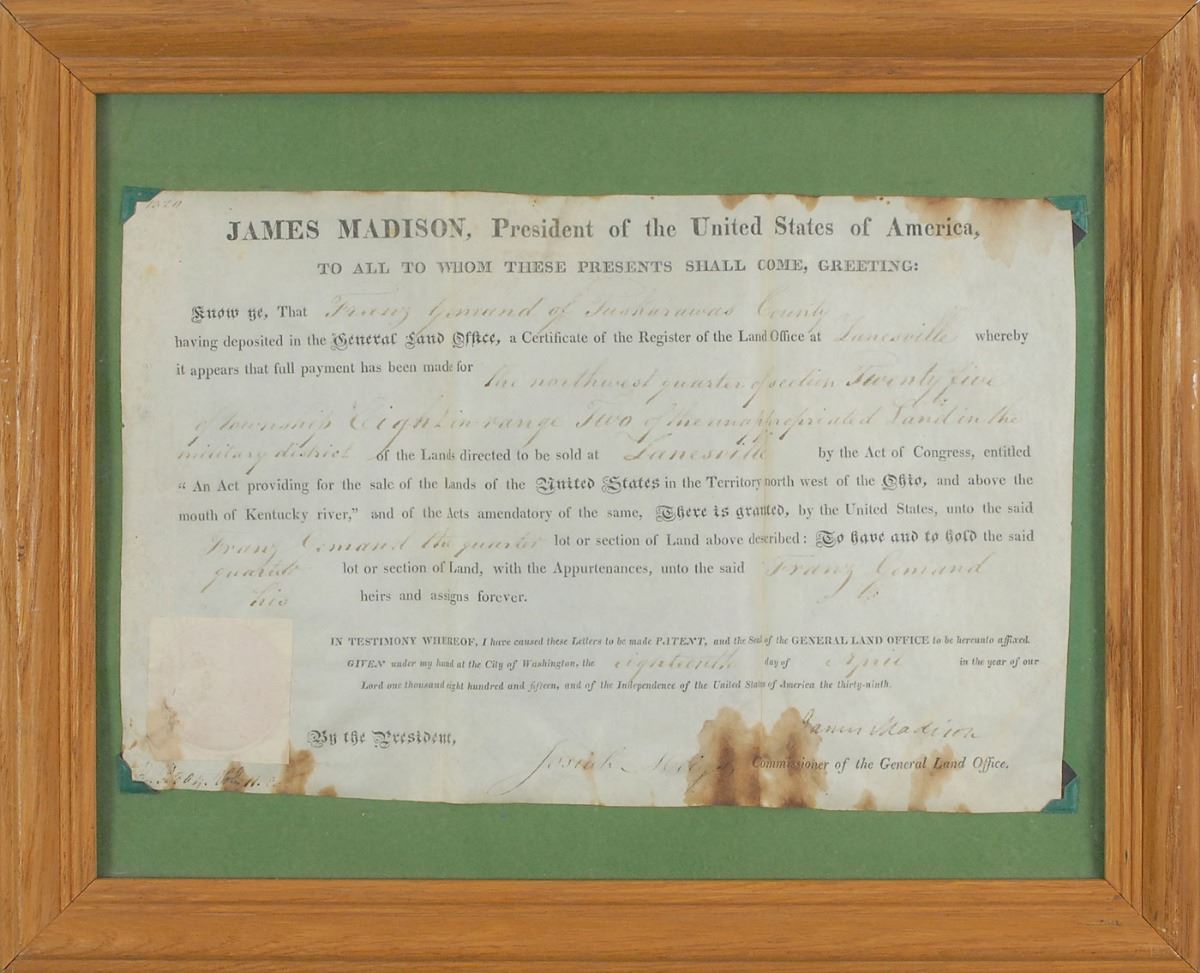 JAMES MADISON, President of the United States of America,
TO ALL TO WHOM THESE PRESENTS SHALL COME, GREETING:
Know ye, That Franz Gemand of Tuskarawas County
having deposited in the General Land Office, a Certificate of the Register of the Land Office at Zanesville whereby
it appears that full payment has been made for the northwest quarter of section Twenty five
of township Eight in range Two of the unappropriated Land in the
military district of the Lands directed to be sold at Zanesville by the Act of Congress, entitled
“ An Act providing for the sale of the Lands of the United States in the Territory north west of the Ohio, and above the
mouth of Kentucky river,” and of the Acts amendatory of the same, There is granted, by the United States, unto the said
Franz Gemand the quarter lot or section of Land above described: To have and to hold the said
quarter lot or section of Land, with the Appurtenances, unto the said Franz Gemand
his heirs and assigns forever.
IN TESTIMONY WHEREOF, I have caused these Letters to be made PATENT, and the Seal of the GENERAL LAND OFFICE to be hereunto affixed.
GIVEN under my hand at the City of Washington, the eighteenth day of April in the year of our
Lord one thousand eight hundred and fifteen, and of the Independence of the United States of America the thirty-ninth.
James Madison
By the President,
Josiah Meigs, Commissioner of the General Land Office.